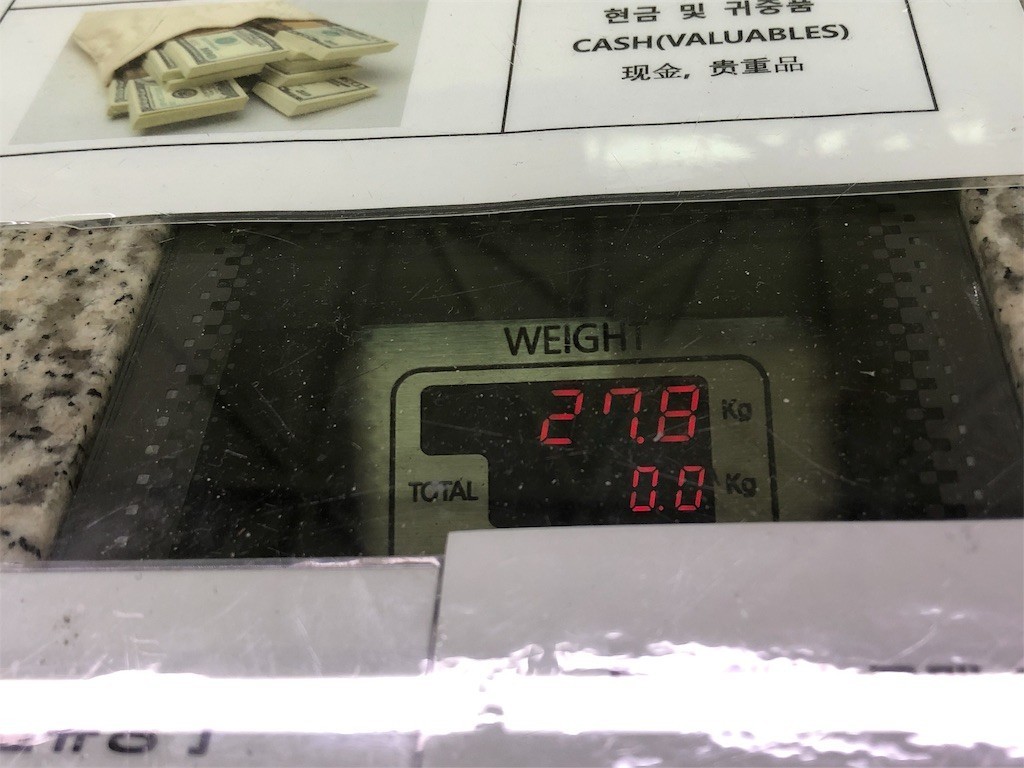 현금 및 귀중품
CASH(VALUABLES)
现金, 贵重品
WEIGHT
27.8 Kg
TOTAL 0.0 Kg